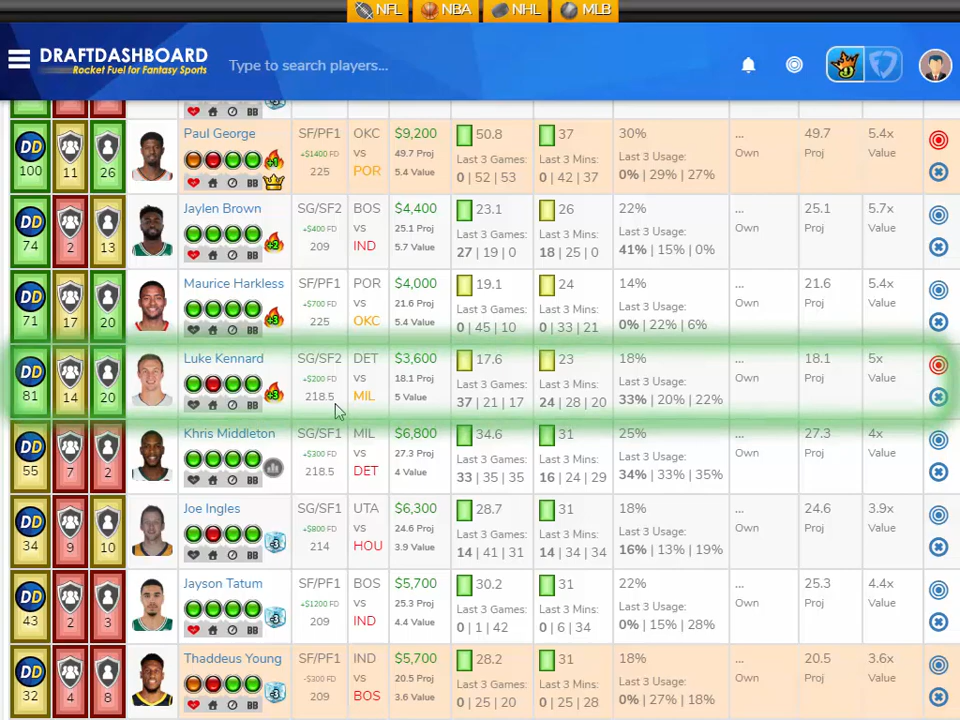 NFL NBA NHL MLB
DRAFTDASHBOARD
Rocket Fuel for Fantasy Sports
Type to search players...
DD 100 11 26 Paul George SF/PF1 +$1400 FD 225 OKC VS POR $9,200 49.7 Proj 5.4 Value 50.8 Last 3 Games: 0 | 52 | 53 37 Last 3 Mins: 0 | 42 | 37 30% Last 3 Usage: 0% | 29% | 27% ... Own 49.7 Proj 5.4x Value
+1
DD 74 2 13 Jaylen Brown SG/SF2 +$400 FD 209 BOS VS IND $4,400 25.1 Proj 5.7 Value 23.1 Last 3 Games: 27 | 19 | 0 26 Last 3 Mins: 18 | 25 | 0 22% Last 3 Usage: 41% | 15% | 0% ... Own 25.1 Proj 5.7x Value
+2
DD 71 17 20 Maurice Harkless SF/PF1 +$700 FD 225 POR VS OKC $4,000 21.6 Proj 5.4 Value 19.1 Last 3 Games: 0 | 45 | 10 24 Last 3 Mins: 0 | 33 | 21 14% Last 3 Usage: 0% | 22% | 6% ... Own 21.6 Proj 5.4x Value
+3
DD 81 14 20 Luke Kennard SG/SF2 +$200 FD 218.5 DET VS MIL $3,600 18.1 Proj 5 Value 17.6 Last 3 Games: 37 | 21 | 17 23 Last 3 Mins: 24 | 28 | 20 18% Last 3 Usage: 33% | 20% | 22% ... Own 18.1 Proj 5x Value
+3
DD 55 7 2 Khris Middleton SG/SF1 +$300 FD 218.5 MIL VS DET $6,800 27.3 Proj 4 Value 34.6 Last 3 Games: 33 | 35 | 35 31 Last 3 Mins: 16 | 24 | 29 25% Last 3 Usage: 34% | 33% | 35% ... Own 27.3 Proj 4x Value
DD 34 9 10 Joe Ingles SG/SF1 +$800 FD 214 UTA VS HOU $6,300 24.6 Proj 3.9 Value 28.7 Last 3 Games: 14 | 41 | 31 31 Last 3 Mins: 14 | 34 | 34 18% Last 3 Usage: 16% | 13% | 19% ... Own 24.6 Proj 3.9x Value
-3
DD 43 2 3 Jayson Tatum SF/PF1 +$1200 FD 209 BOS VS IND $5,700 25.3 Proj 4.4 Value 30.2 Last 3 Games: 0 | 1 | 42 31 Last 3 Mins: 0 | 6 | 34 22% Last 3 Usage: 0% | 15% | 28% ... Own 25.3 Proj 4.4x Value
-3
DD 32 4 8 Thaddeus Young SF/PF1 -$300 FD 209 IND VS BOS $5,700 20.5 Proj 3.6 Value 28.2 Last 3 Games: 0 | 25 | 20 31 Last 3 Mins: 0 | 25 | 28 18% Last 3 Usage: 0% | 27% | 18% ... Own 20.5 Proj 3.6x Value
-3